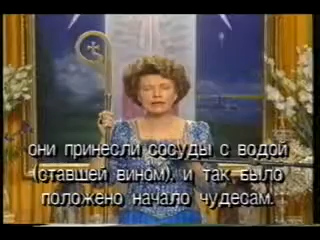 они принесли сосуды с водой
(ставшей вином), и так было
положено начало чудесам.